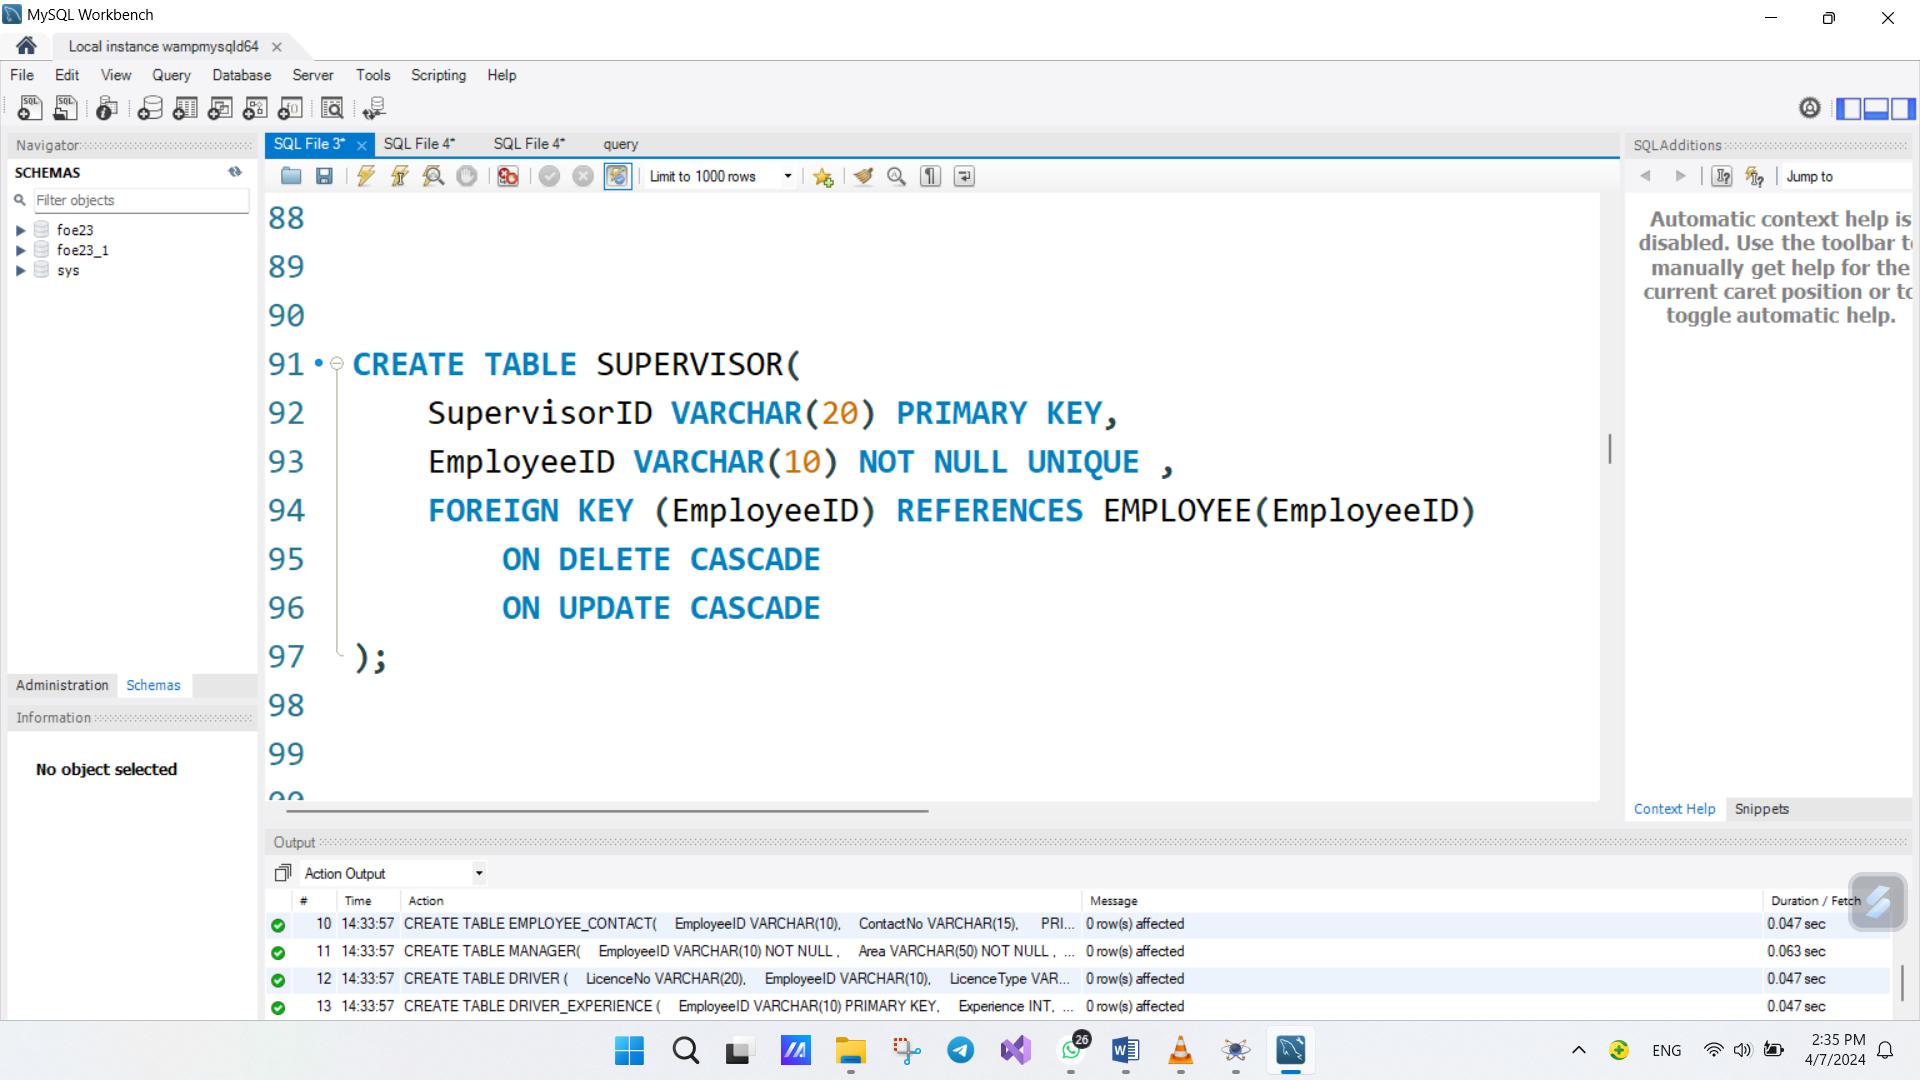 MySQL Workbench
Local instance wampmysqld64
File Edit View Query Database Server Tools Scripting Help
Navigator
SCHEMAS
Filter objects
foe23
foe23_1
sys
Administration Schemas
Information
No object selected
SQL File 3* SQL File 4* SQL File 4* query
Limit to 1000 rows
88
89
90
91 CREATE TABLE SUPERVISOR(
92 SupervisorID VARCHAR(20) PRIMARY KEY,
93 EmployeeID VARCHAR(10) NOT NULL UNIQUE ,
94 FOREIGN KEY (EmployeeID) REFERENCES EMPLOYEE(EmployeeID)
95 ON DELETE CASCADE
96 ON UPDATE CASCADE
97 );
98
99
SQLAdditions
Jump to
Automatic context help is
disabled. Use the toolbar to
manually get help for the
current caret position or to
toggle automatic help.
Context Help Snippets
Output
Action Output
# Time Action Message Duration / Fetch
10 14:33:57 CREATE TABLE EMPLOYEE_CONTACT( EmployeeID VARCHAR(10), ContactNo VARCHAR(15), PRI... 0 row(s) affected 0.047 sec
11 14:33:57 CREATE TABLE MANAGER( EmployeeID VARCHAR(10) NOT NULL , Area VARCHAR(50) NOT NULL , ... 0 row(s) affected 0.063 sec
12 14:33:57 CREATE TABLE DRIVER ( LicenceNo VARCHAR(20), EmployeeID VARCHAR(10), LicenceType VAR... 0 row(s) affected 0.047 sec
13 14:33:57 CREATE TABLE DRIVER_EXPERIENCE ( EmployeeID VARCHAR(10) PRIMARY KEY, Experience INT, ... 0 row(s) affected 0.047 sec
26
ENG
2:35 PM
4/7/2024